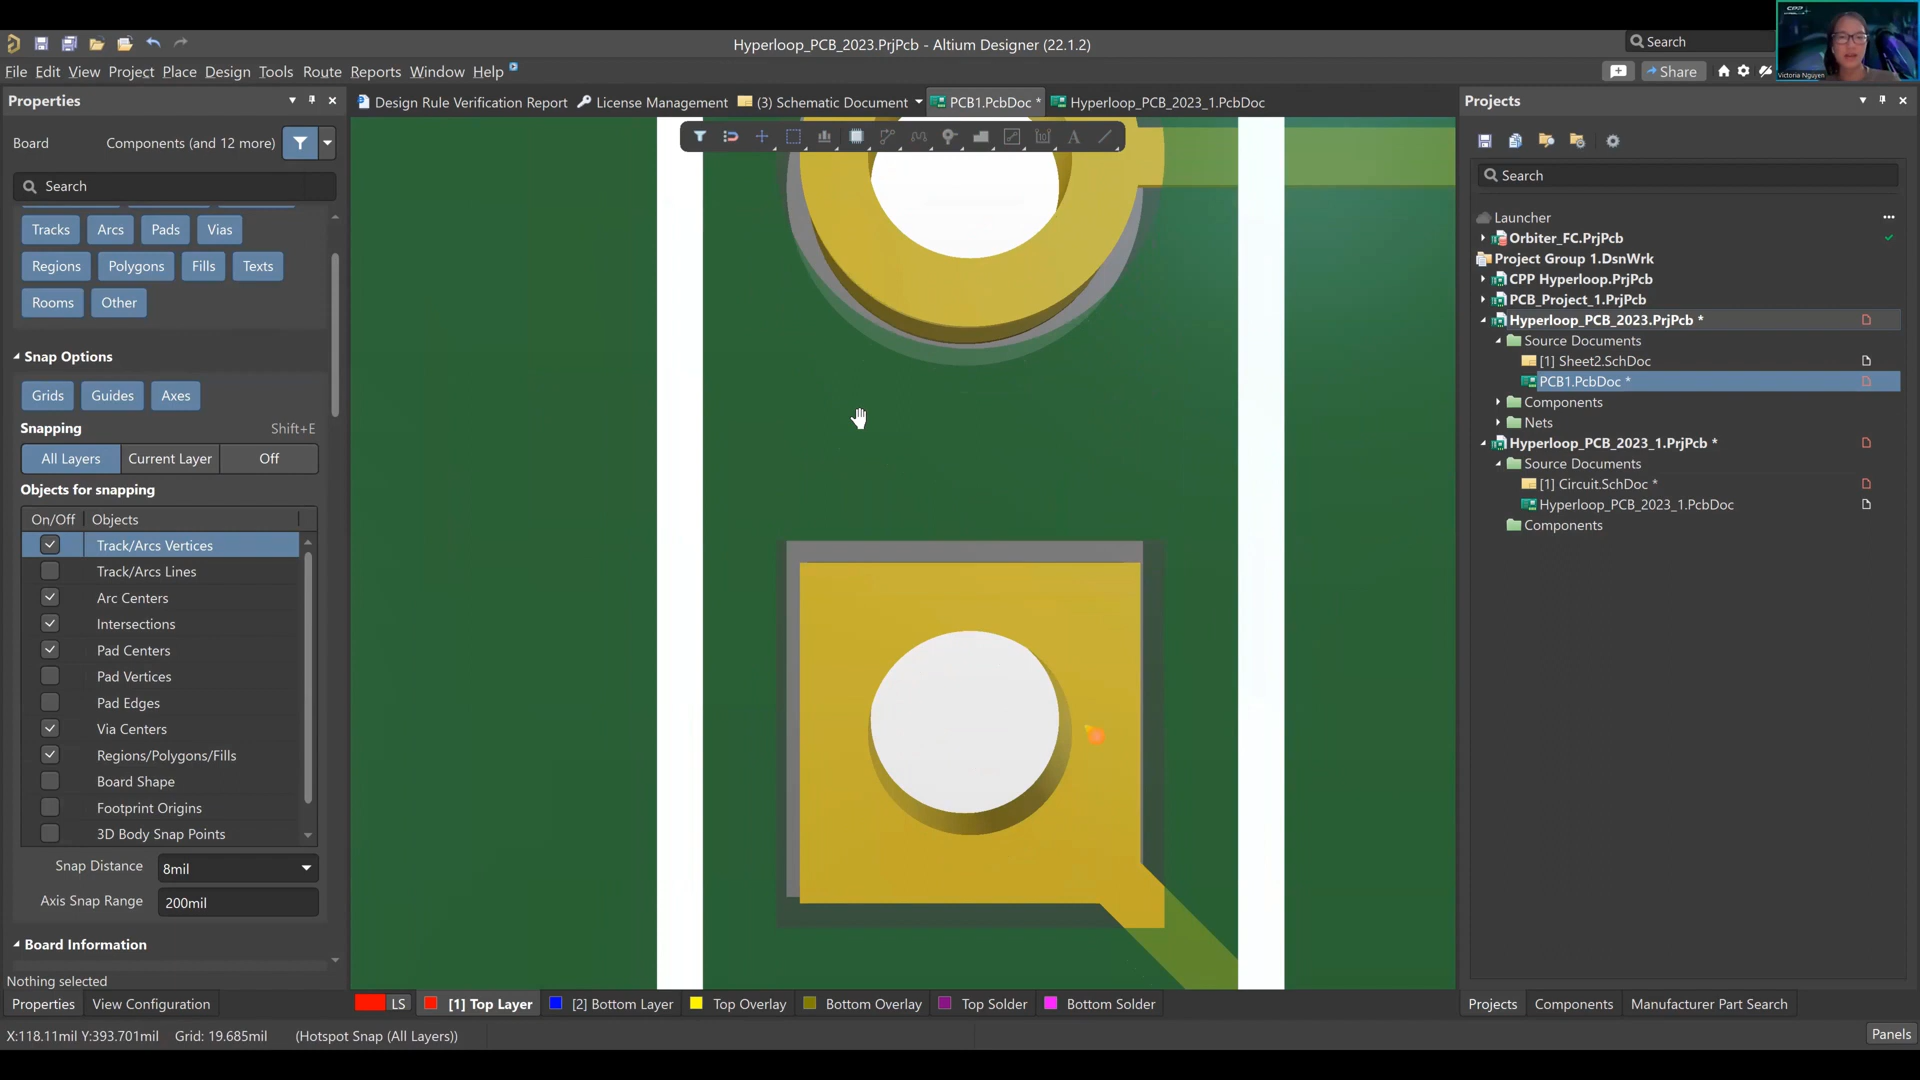 Hyperloop_PCB_2023.PrjPcb - Altium Designer (22.1.2)
Search
CPP
Victoria Nguyen
File Edit View Project Place Design Tools Route Reports Window Help
Share
Properties
Design Rule Verification Report
License Management
(3) Schematic Document
PCB1.PcbDoc *
Hyperloop_PCB_2023_1.PcbDoc
Projects
Board
Components (and 12 more)
Search
Tracks Arcs Pads Vias
Regions Polygons Fills Texts
Rooms Other
Snap Options
Grids Guides Axes
Snapping Shift+E
All Layers Current Layer Off
Objects for snapping
On/Off Objects
Track/Arcs Vertices
Track/Arcs Lines
Arc Centers
Intersections
Pad Centers
Pad Vertices
Pad Edges
Via Centers
Regions/Polygons/Fills
Board Shape
Footprint Origins
3D Body Snap Points
Snap Distance 8mil
Axis Snap Range 200mil
Board Information
Nothing selected
Properties View Configuration
LS [1] Top Layer [2] Bottom Layer Top Overlay Bottom Overlay Top Solder Bottom Solder
X:118.11mil Y:393.701mil Grid: 19.685mil (Hotspot Snap (All Layers))
Search
Launcher
Orbiter_FC.PrjPcb
Project Group 1.DsnWrk
CPP Hyperloop.PrjPcb
PCB_Project_1.PrjPcb
Hyperloop_PCB_2023.PrjPcb *
Source Documents
[1] Sheet2.SchDoc
PCB1.PcbDoc *
Components
Nets
Hyperloop_PCB_2023_1.PrjPcb *
Source Documents
[1] Circuit.SchDoc *
Hyperloop_PCB_2023_1.PcbDoc
Components
Projects Components Manufacturer Part Search
Panels